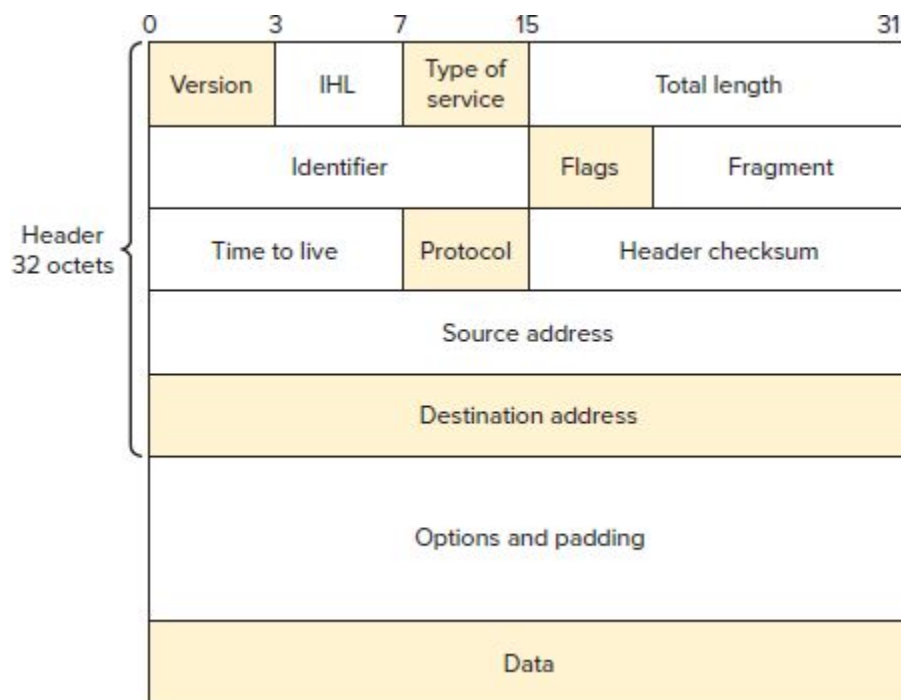 0 3 7 15 31
Version IHL Type of service Total length
Identifier Flags Fragment
Header 32 octets
Time to live Protocol Header checksum
Source address
Destination address
Options and padding
Data